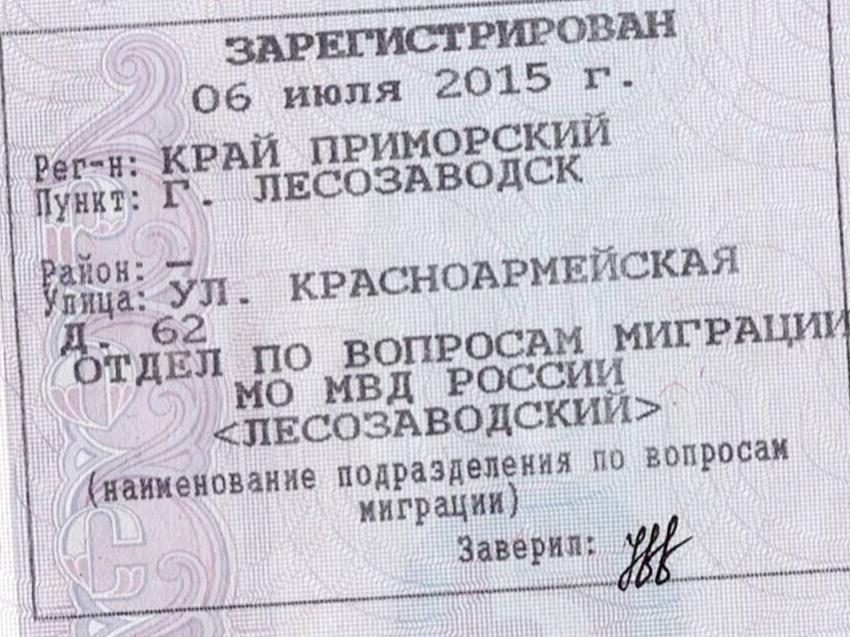 ЗАРЕГИСТРИРОВАН
06 июля 2015 г.
Рег-н: КРАЙ ПРИМОРСКИЙ
Пункт: Г. ЛЕСОЗАВОДСК
Район: —
Улица: УЛ. КРАСНОАРМЕЙСКАЯ
Д. 62
ОТДЕЛ ПО ВОПРОСАМ МИГРАЦИИ
МО МВД РОССИИ
<ЛЕСОЗАВОДСКИЙ>
(наименование подразделения по вопросам
миграции)
Заверил: